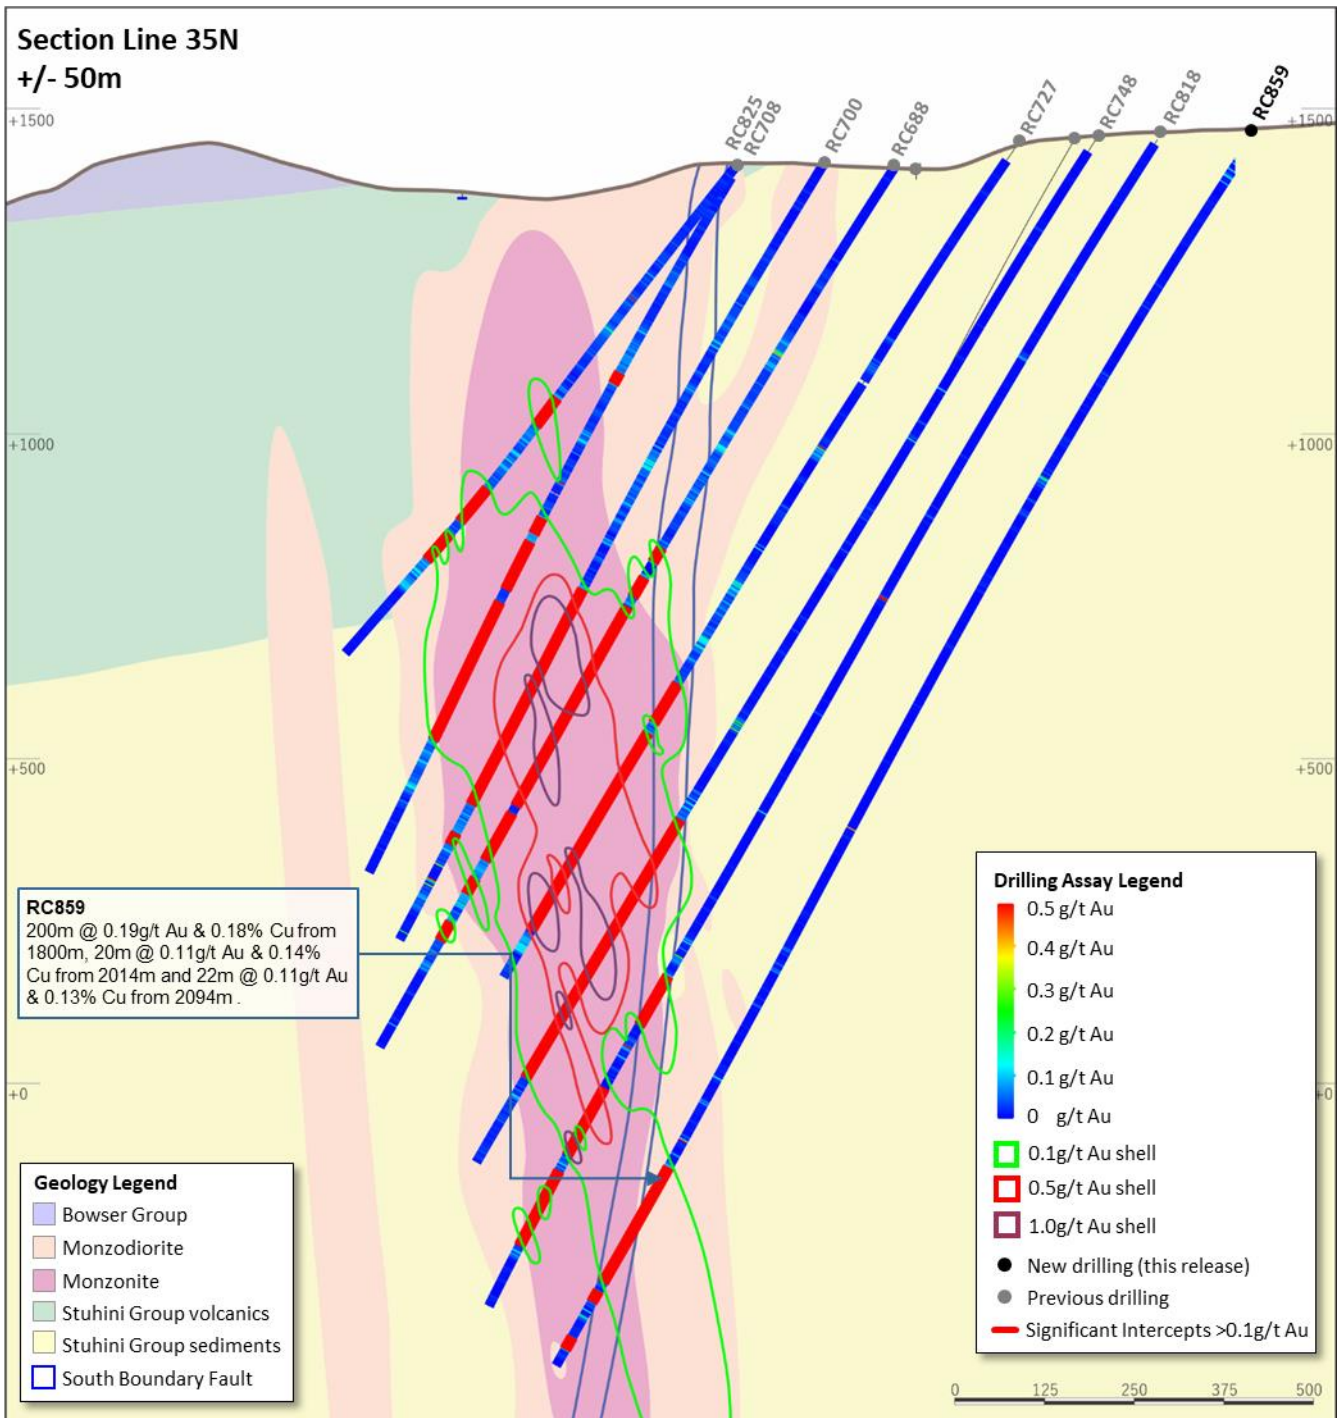 Section Line 35N
+/- 50m
RC825
RC708
RC700
RC688
RC727
RC748
RC818
RC859
+1500
+1500
+1000
+1000
+500
+500
+0
+0
RC859
200m @ 0.19g/t Au & 0.18% Cu from
1800m, 20m @ 0.11g/t Au & 0.14%
Cu from 2014m and 22m @ 0.11g/t Au
& 0.13% Cu from 2094m .
Drilling Assay Legend
0.5 g/t Au
0.4 g/t Au
0.3 g/t Au
0.2 g/t Au
0.1 g/t Au
0 g/t Au
0.1g/t Au shell
0.5g/t Au shell
1.0g/t Au shell
New drilling (this release)
Previous drilling
Significant Intercepts >0.1g/t Au
Geology Legend
Bowser Group
Monzodiorite
Monzonite
Stuhini Group volcanics
Stuhini Group sediments
South Boundary Fault
0 125 250 375 500